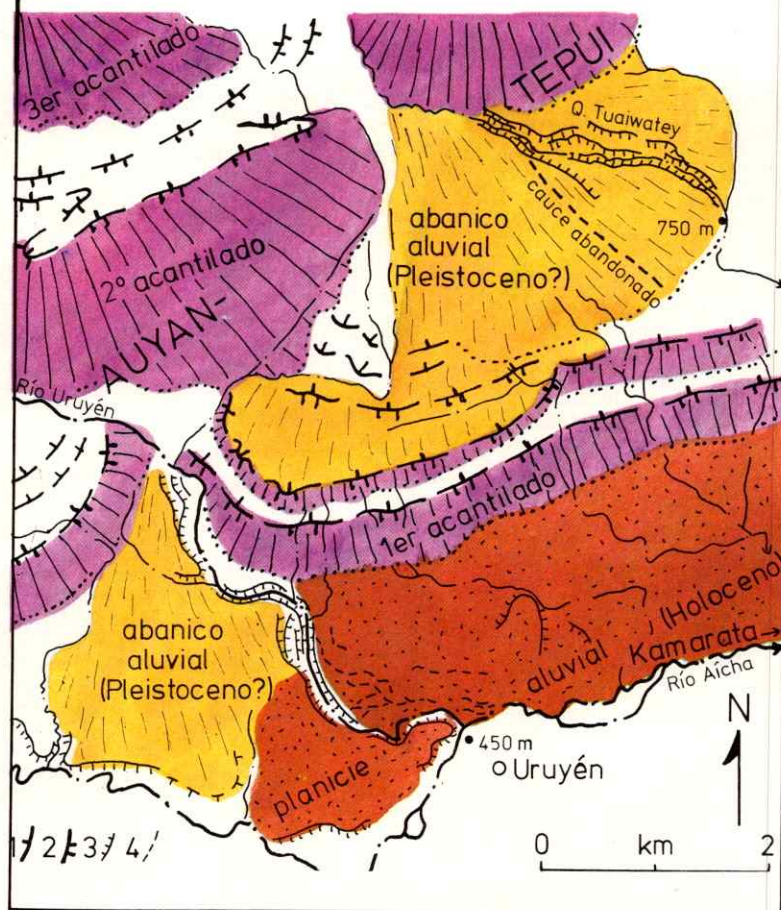 3er acantilado
TEPUI
Q. Tuaiwatey
cauce abandonado
750 m
abanico
aluvial
(Pleistoceno?)
2º acantilado
AUYAN-
Río Uruyén
1er acantilado
abanico
aluvial
(Pleistoceno?)
planicie aluvial (Holoceno
Kamarata
Río Aícha
450 m
Uruyén
N
1 2 3 4
0 km 2